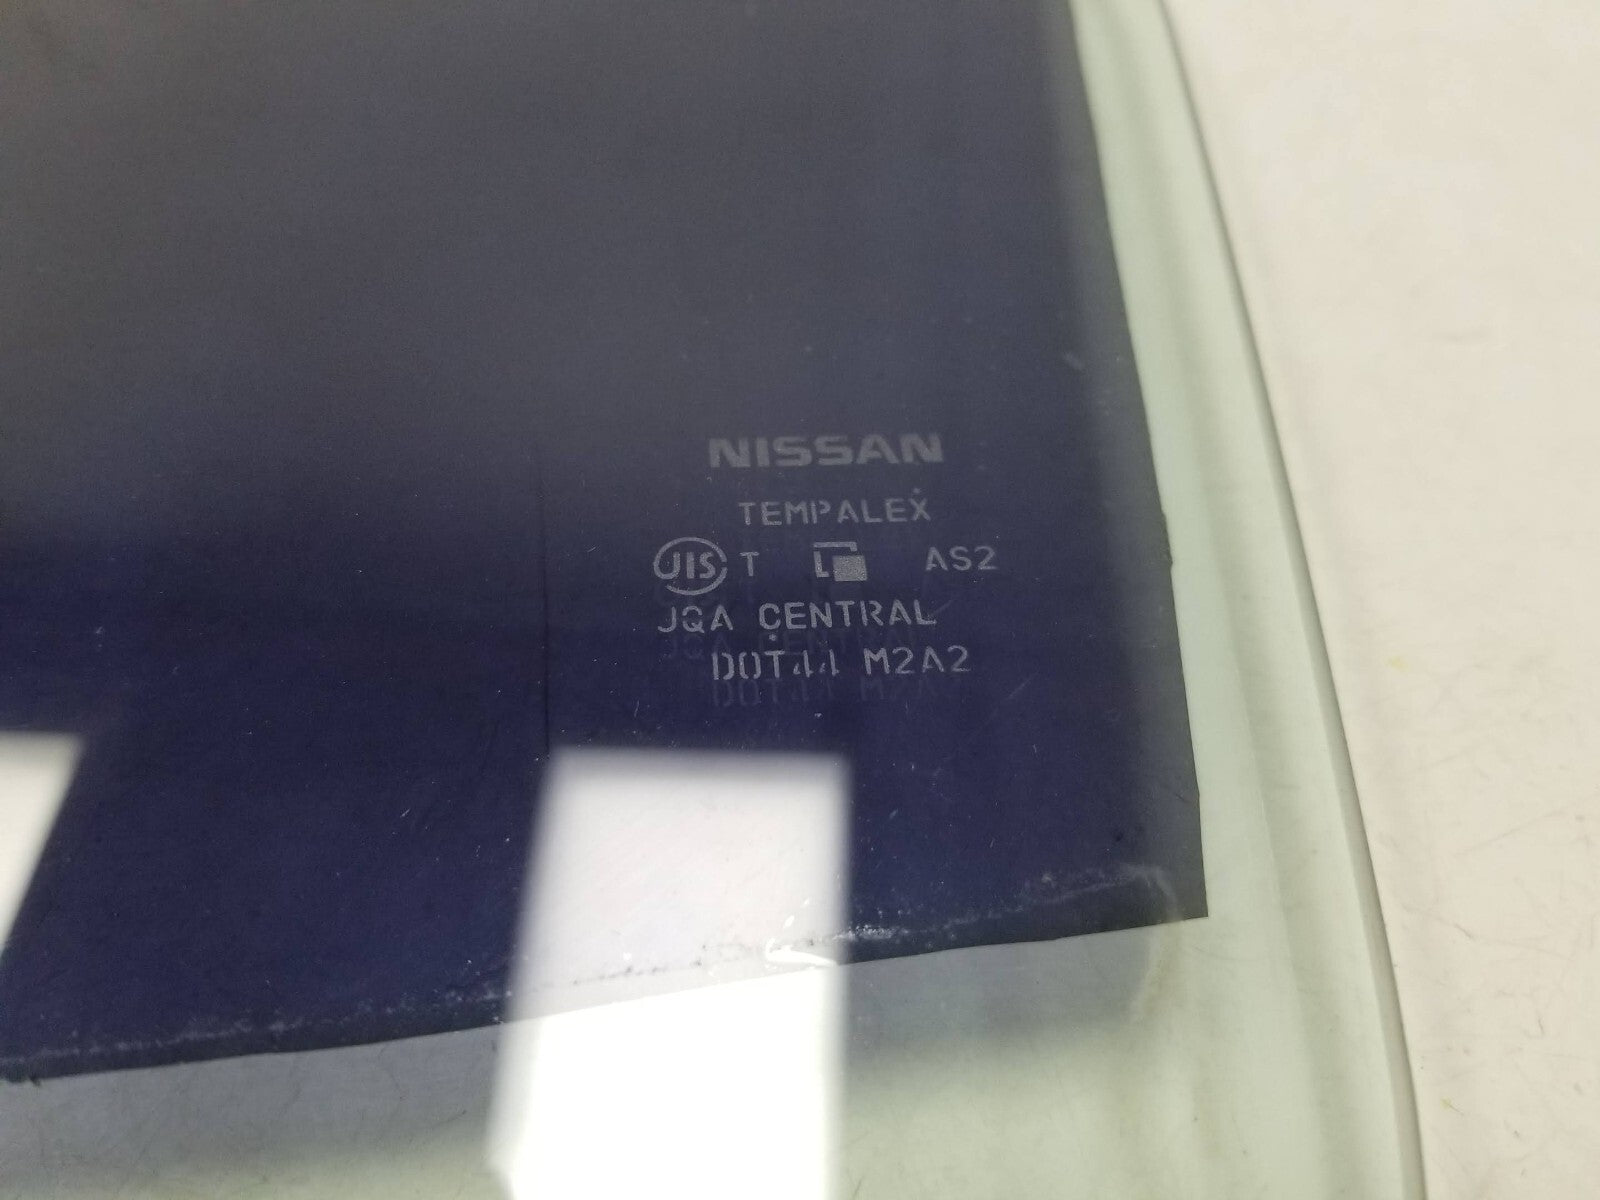 NISSAN
TEMPALEX
JIS T AS2
JQA CENTRAL
DOT44 M2A2